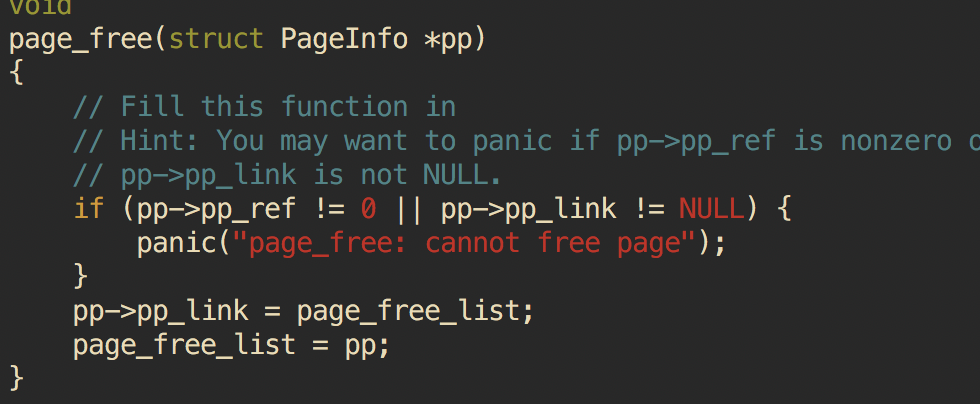 void
page_free(struct PageInfo *pp)
{
    // Fill this function in
    // Hint: You may want to panic if pp->pp_ref is nonzero
    // pp->pp_link is not NULL.
    if (pp->pp_ref != 0 || pp->pp_link != NULL) {
        panic("page_free: cannot free page");
    }
    pp->pp_link = page_free_list;
    page_free_list = pp;
}